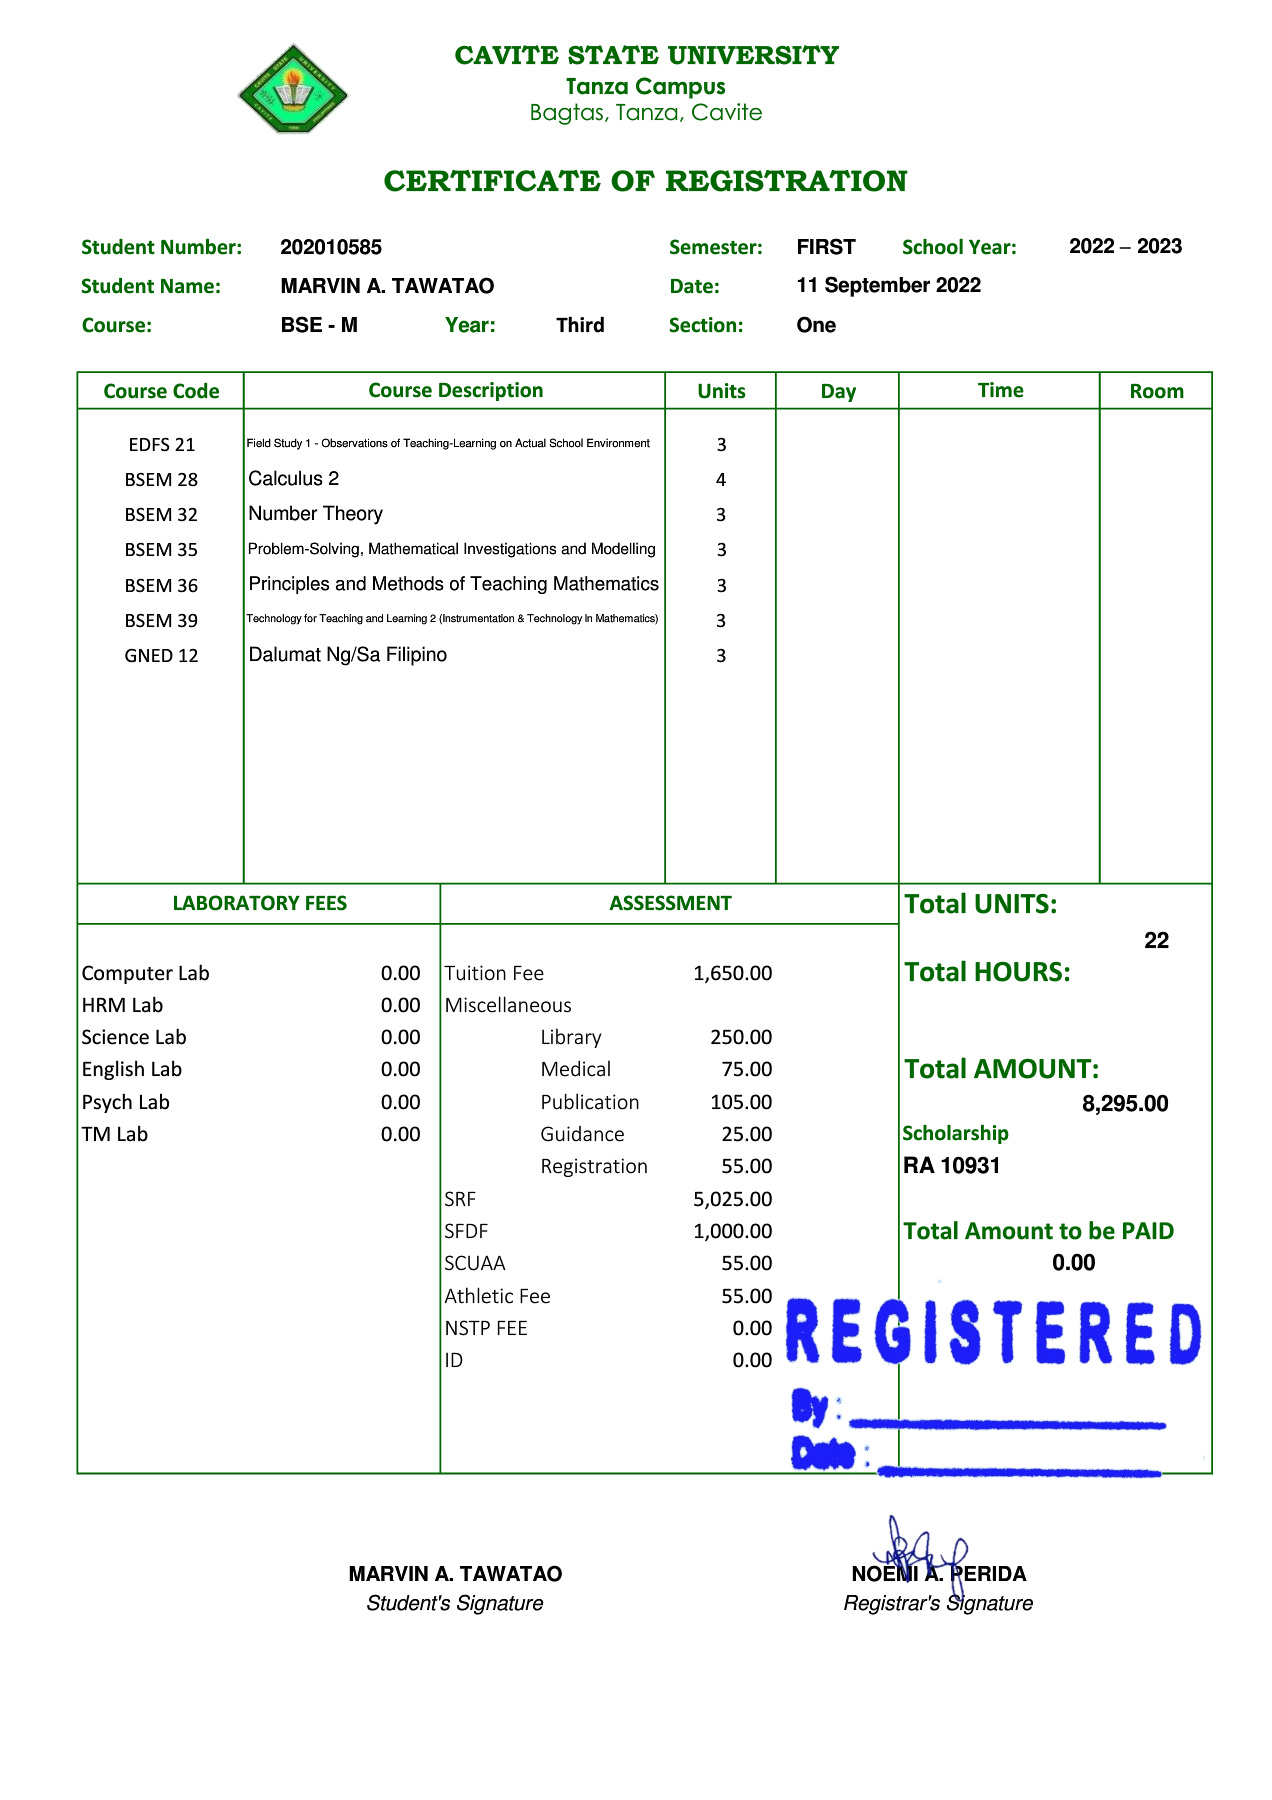 CAVITE STATE UNIVERSITY
Tanza Campus
Bagtas, Tanza, Cavite
CERTIFICATE OF REGISTRATION
Student Number: 202010585 Semester: FIRST School Year: 2022 – 2023
Student Name: MARVIN A. TAWATAO Date: 11 September 2022
Course: BSE - M Year: Third Section: One
Course Code Course Description Units Day Time Room
EDFS 21 Field Study 1 - Observations of Teaching-Learning on Actual School Environment 3
BSEM 28 Calculus 2 4
BSEM 32 Number Theory 3
BSEM 35 Problem-Solving, Mathematical Investigations and Modelling 3
BSEM 36 Principles and Methods of Teaching Mathematics 3
BSEM 39 Technology for Teaching and Learning 2 (Instrumentation & Technology In Mathematics) 3
GNED 12 Dalumat Ng/Sa Filipino 3
LABORATORY FEES
Computer Lab 0.00
HRM Lab 0.00
Science Lab 0.00
English Lab 0.00
Psych Lab 0.00
TM Lab 0.00
ASSESSMENT
Tuition Fee 1,650.00
Miscellaneous
Library 250.00
Medical 75.00
Publication 105.00
Guidance 25.00
Registration 55.00
SRF 5,025.00
SFDF 1,000.00
SCUAA 55.00
Athletic Fee 55.00
NSTP FEE 0.00
ID 0.00
Total UNITS:
22
Total HOURS:
Total AMOUNT:
8,295.00
Scholarship
RA 10931
Total Amount to be PAID
0.00
REGISTERED
By :
Date :
MARVIN A. TAWATAO
Student's Signature
NOEMI A. PERIDA
Registrar's Signature